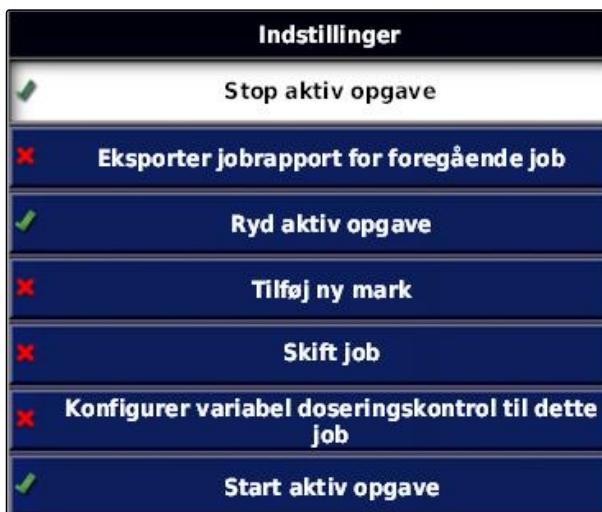 Indstillinger
Stop aktiv opgave
Eksporter jobrapport for foregående job
Ryd aktiv opgave
Tilføj ny mark
Skift job
Konfigurer variabel doseringskontrol til dette
job
Start aktiv opgave